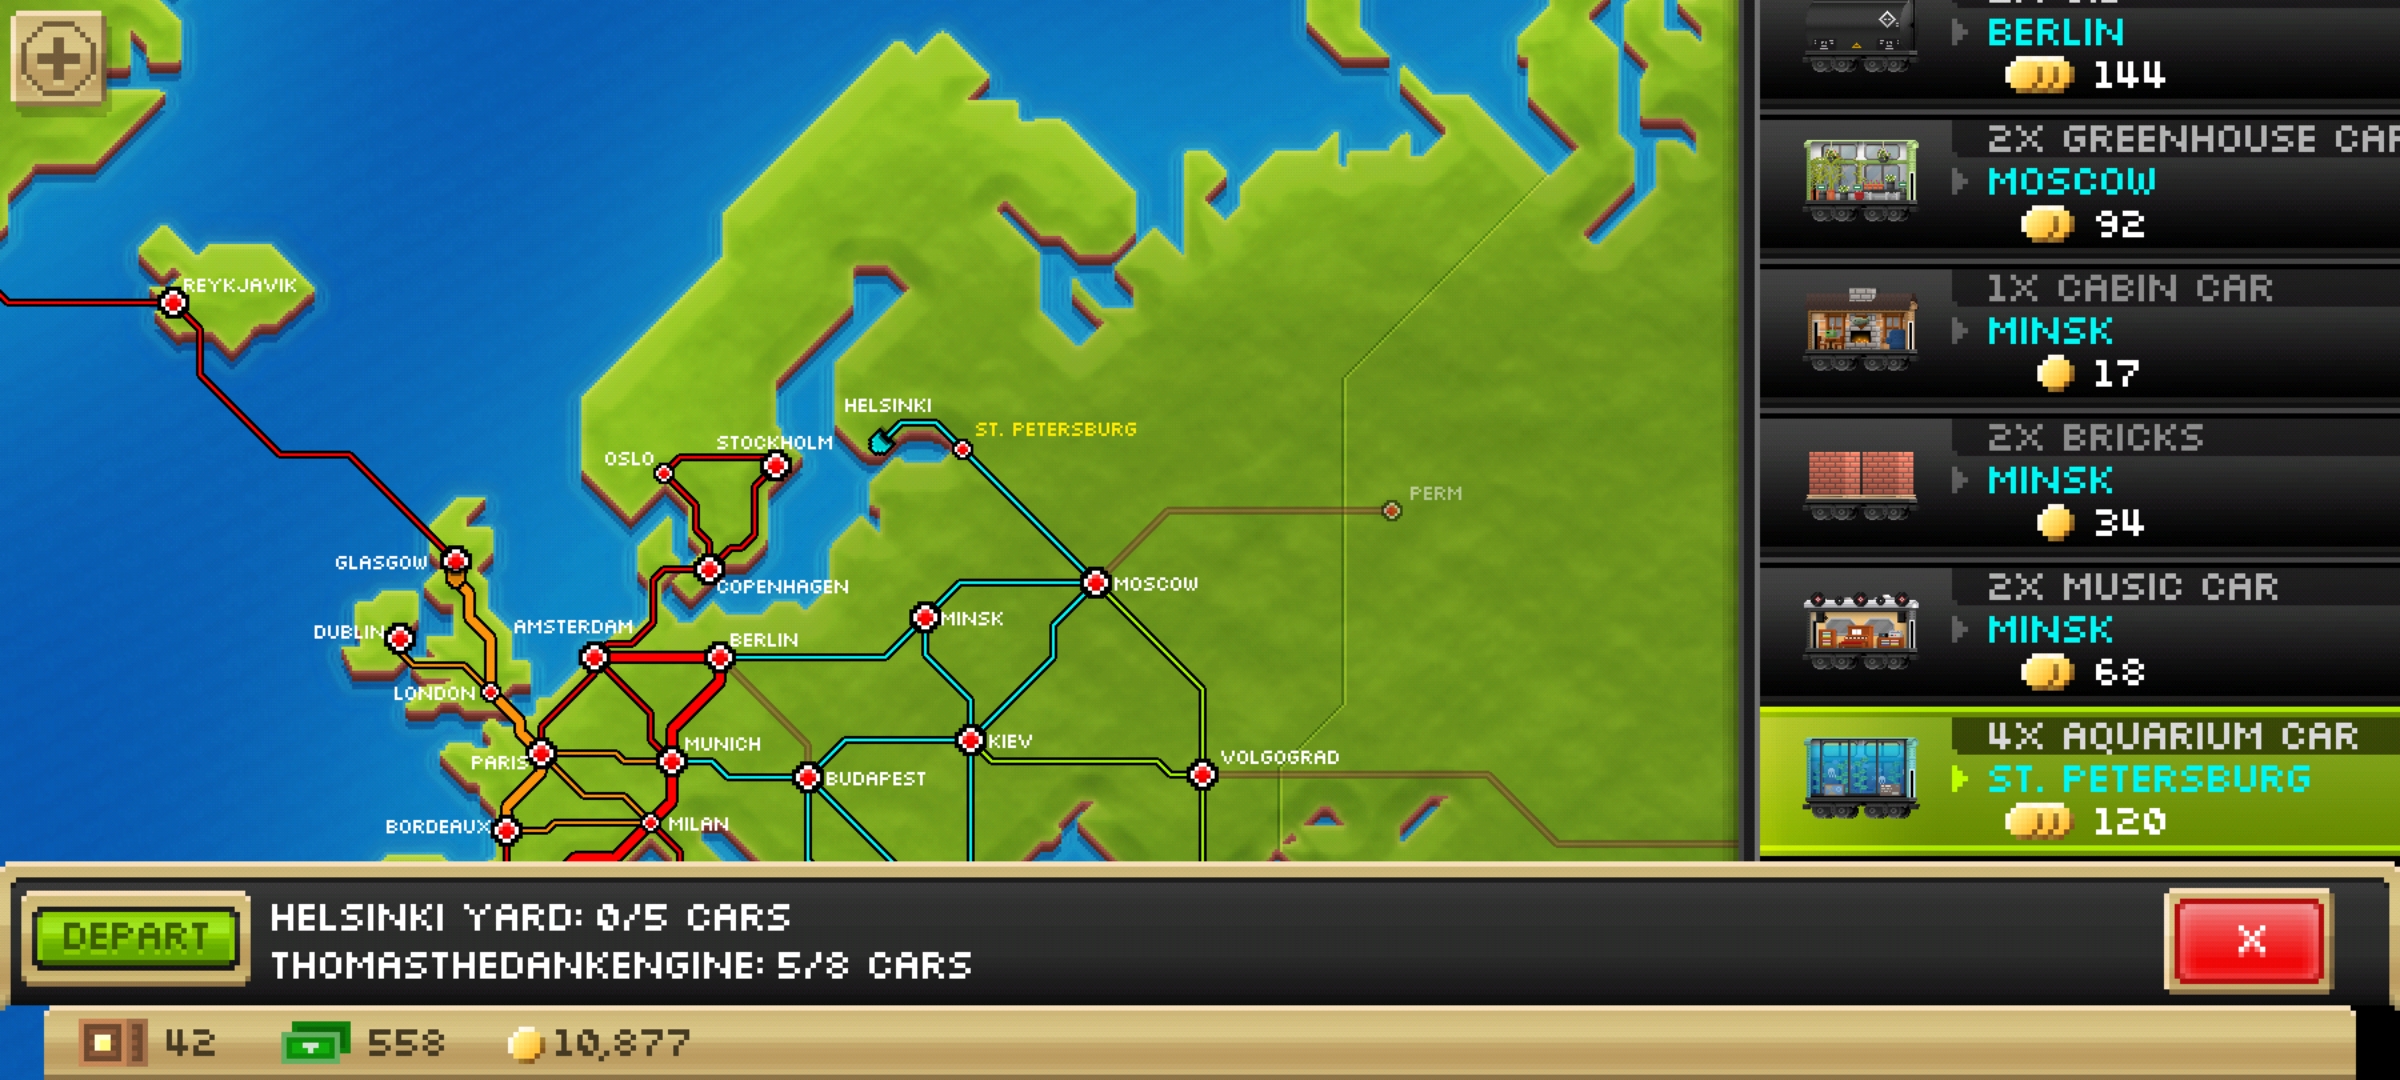 BERLIN
144
2X GREENHOUSE CAR
MOSCOW
92
1X CABIN CAR
MINSK
17
2X BRICKS
MINSK
34
2X MUSIC CAR
MINSK
68
4X AQUARIUM CAR
ST. PETERSBURG
120
REYKJAVIK
HELSINKI
ST. PETERSBURG
STOCKHOLM
OSLO
PERM
GLASGOW
COPENHAGEN
MOSCOW
MINSK
DUBLIN
AMSTERDAM
BERLIN
LONDON
MUNICH
KIEV
PARIS
VOLGOGRAD
BUDAPEST
BORDEAUX
MILAN
DEPART
HELSINKI YARD: 0/5 CARS
THOMASTHEDANKENGINE: 5/8 CARS
X
42
558
10,877